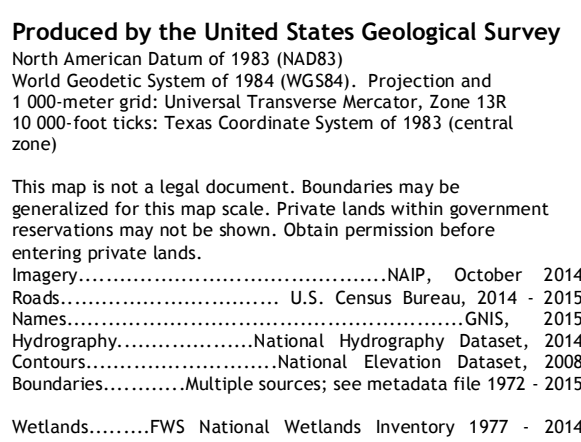 Produced by the United States Geological Survey
North American Datum of 1983 (NAD83)
World Geodetic System of 1984 (WGS84). Projection and
1 000-meter grid: Universal Transverse Mercator, Zone 13R
10 000-foot ticks: Texas Coordinate System of 1983 (central
zone)
This map is not a legal document. Boundaries may be
generalized for this map scale. Private lands within government
reservations may not be shown. Obtain permission before
entering private lands.
Imagery............................................NAIP, October 2014
Roads............................... U.S. Census Bureau, 2014 - 2015
Names.........................................................GNIS, 2015
Hydrography...................National Hydrography Dataset, 2014
Contours...........................National Elevation Dataset, 2008
Boundaries............Multiple sources; see metadata file 1972 - 2015
Wetlands.........FWS National Wetlands Inventory 1977 - 2014